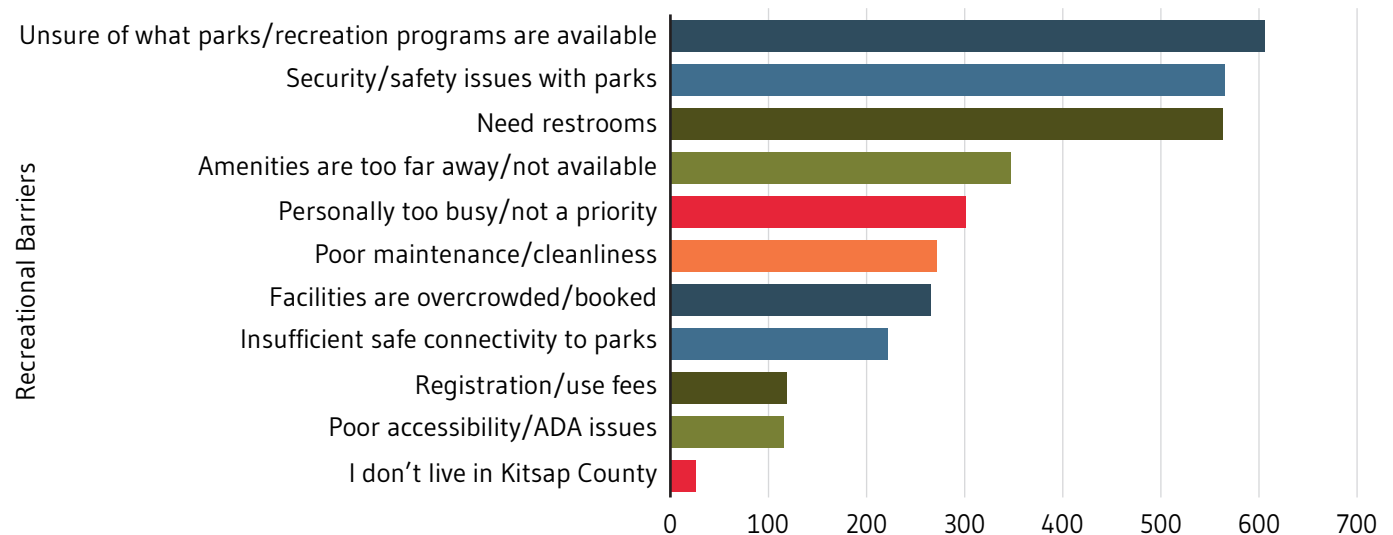 Recreational Barriers
Unsure of what parks/recreation programs are available
Security/safety issues with parks
Need restrooms
Amenities are too far away/not available
Personally too busy/not a priority
Poor maintenance/cleanliness
Facilities are overcrowded/booked
Insufficient safe connectivity to parks
Registration/use fees
Poor accessibility/ADA issues
I don’t live in Kitsap County
0 100 200 300 400 500 600 700